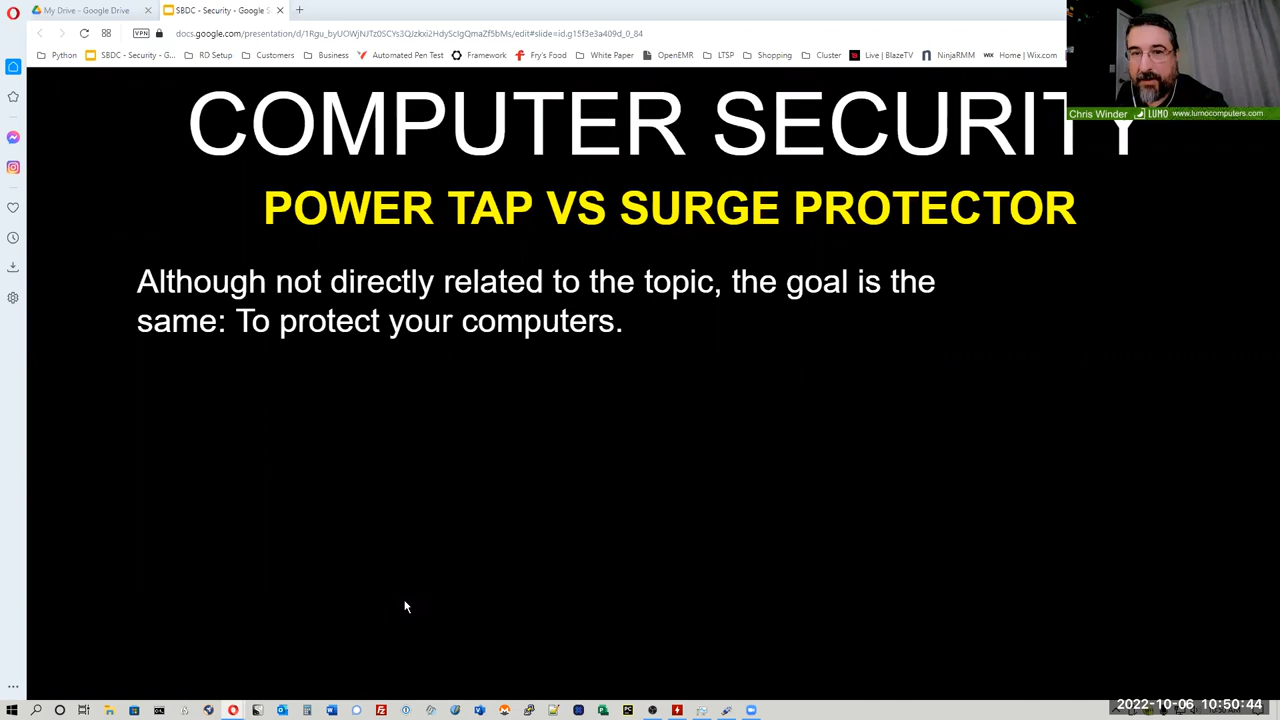 My Drive - Google Drive
SBDC - Security - Google S
docs.google.com/presentation/d/1Rgu_byUOWjNJTz0SCYs3QJzkxi2HdyScIgQmaZf5bMs/edit#slide=id.g15f3e3a409d_0_84
VPN
Python SBDC - Security - G... RD Setup Customers Business Automated Pen Test Framework Fry's Food White Paper OpenEMR LTSP Shopping Cluster Live | BlazeTV NinjaRMM Home | Wix.com
Chris Winder LUMO www.lumocomputers.com
COMPUTER SECURITY
POWER TAP VS SURGE PROTECTOR
Although not directly related to the topic, the goal is the
same: To protect your computers.
2022-10-06 10:50:44